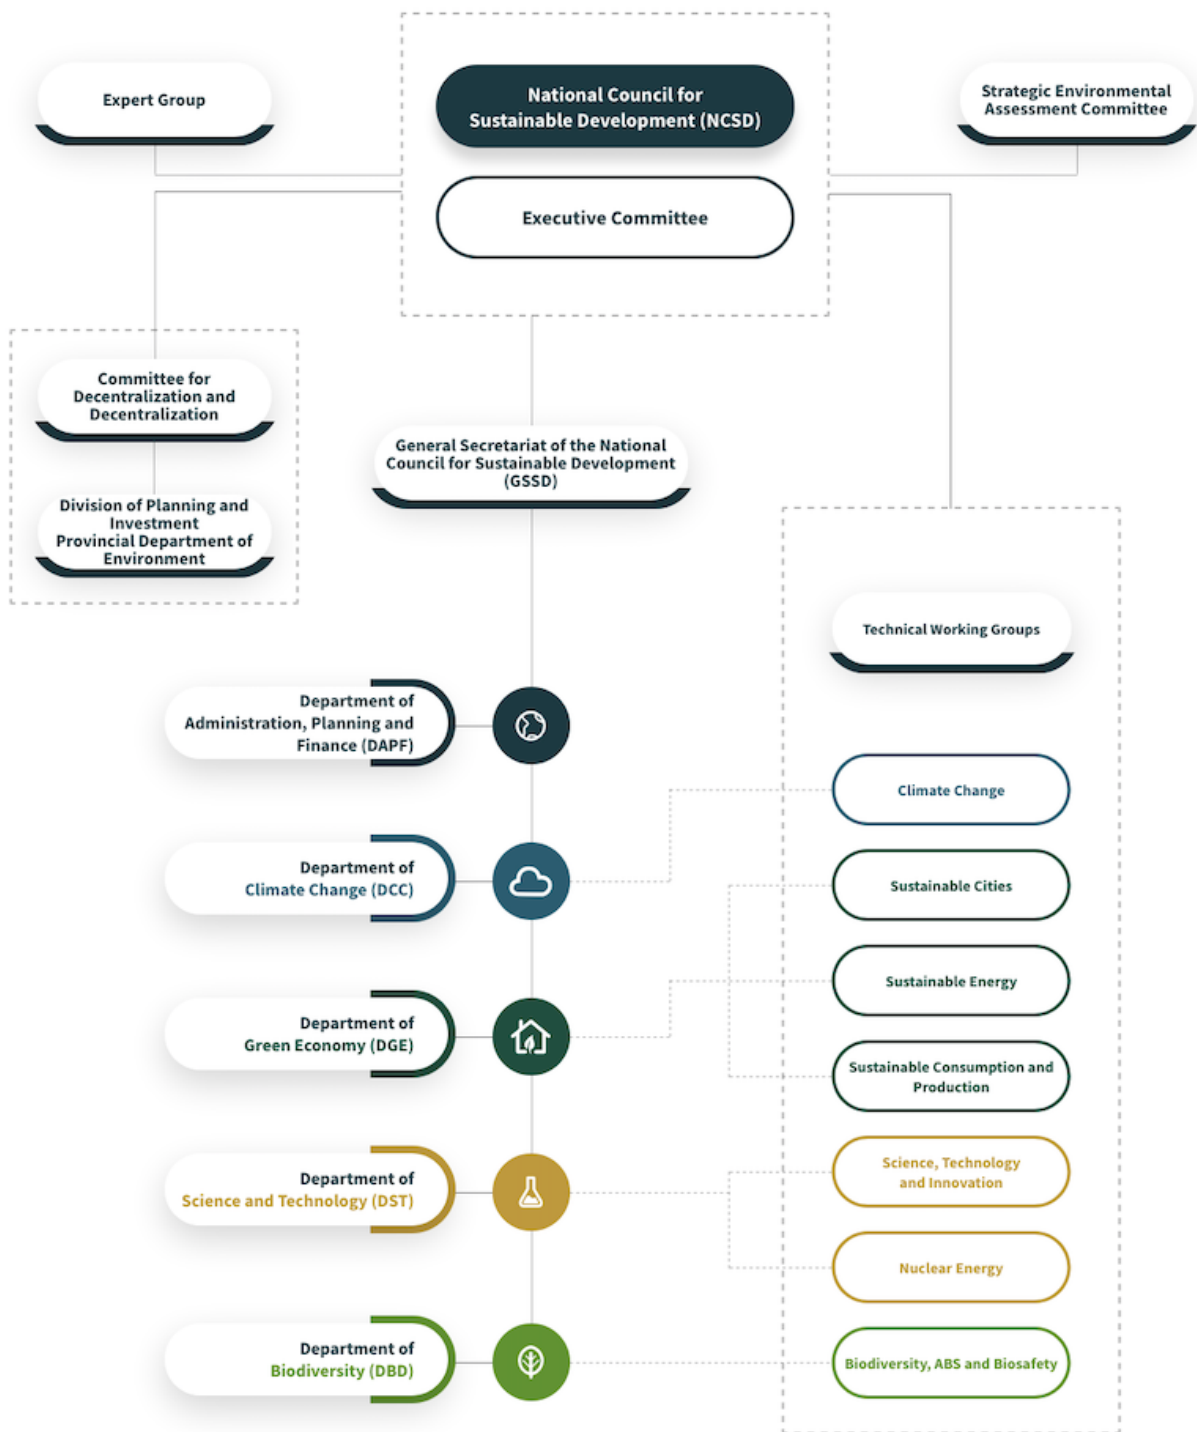 Expert Group
National Council for
Sustainable Development (NCSD)
Strategic Environmental
Assessment Committee
Executive Committee
Committee for
Decentralization and
Decentralization
Division of Planning and
Investment
Provincial Department of
Environment
General Secretariat of the National
Council for Sustainable Development
(GSSD)
Technical Working Groups
Department of
Administration, Planning and
Finance (DAPF)
Climate Change
Department of
Climate Change (DCC)
Sustainable Cities
Sustainable Energy
Department of
Green Economy (DGE)
Sustainable Consumption and
Production
Science, Technology
and Innovation
Department of
Science and Technology (DST)
Nuclear Energy
Department of
Biodiversity (DBD)
Biodiversity, ABS and Biosafety